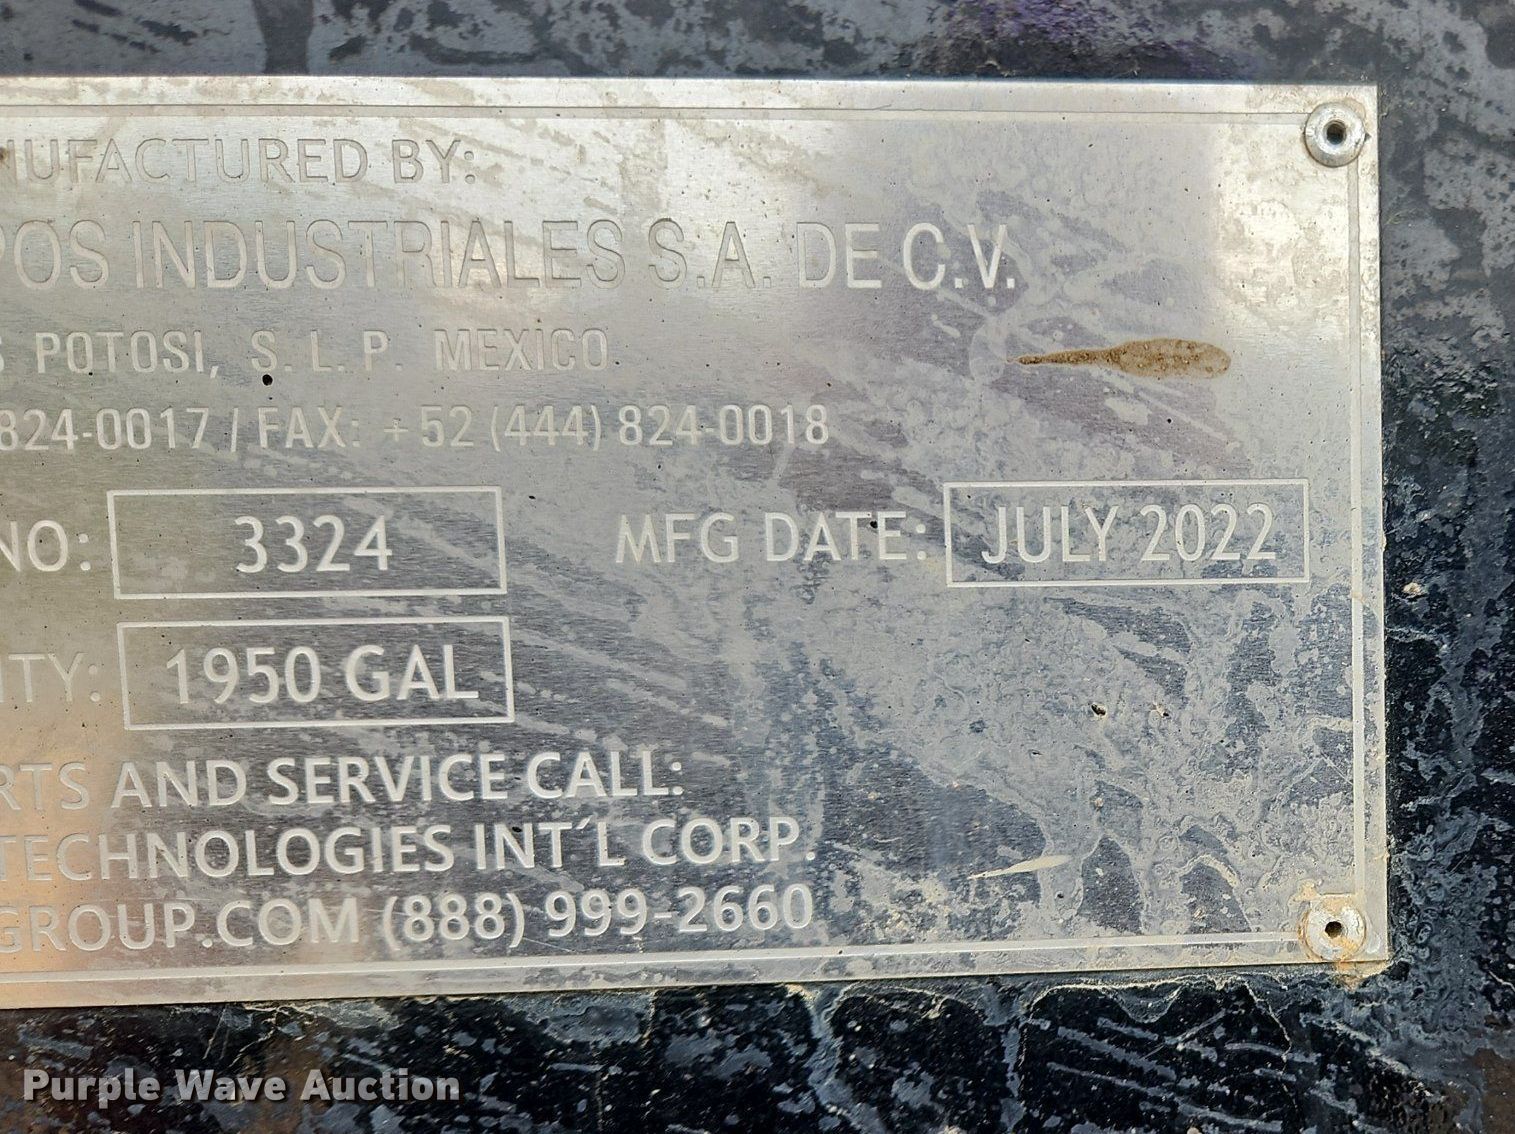 NUFACTURED BY:
POS INDUSTRIALES S.A. DE C.V.
S POTOSI, S.L.P. MEXICO
824-0017 / FAX: +52 (444) 824-0018
NO: 3324 MFG DATE: JULY 2022
ITY: 1950 GAL
RTS AND SERVICE CALL:
TECHNOLOGIES INT´L CORP.
GROUP.COM (888) 999-2660
Purple Wave Auction